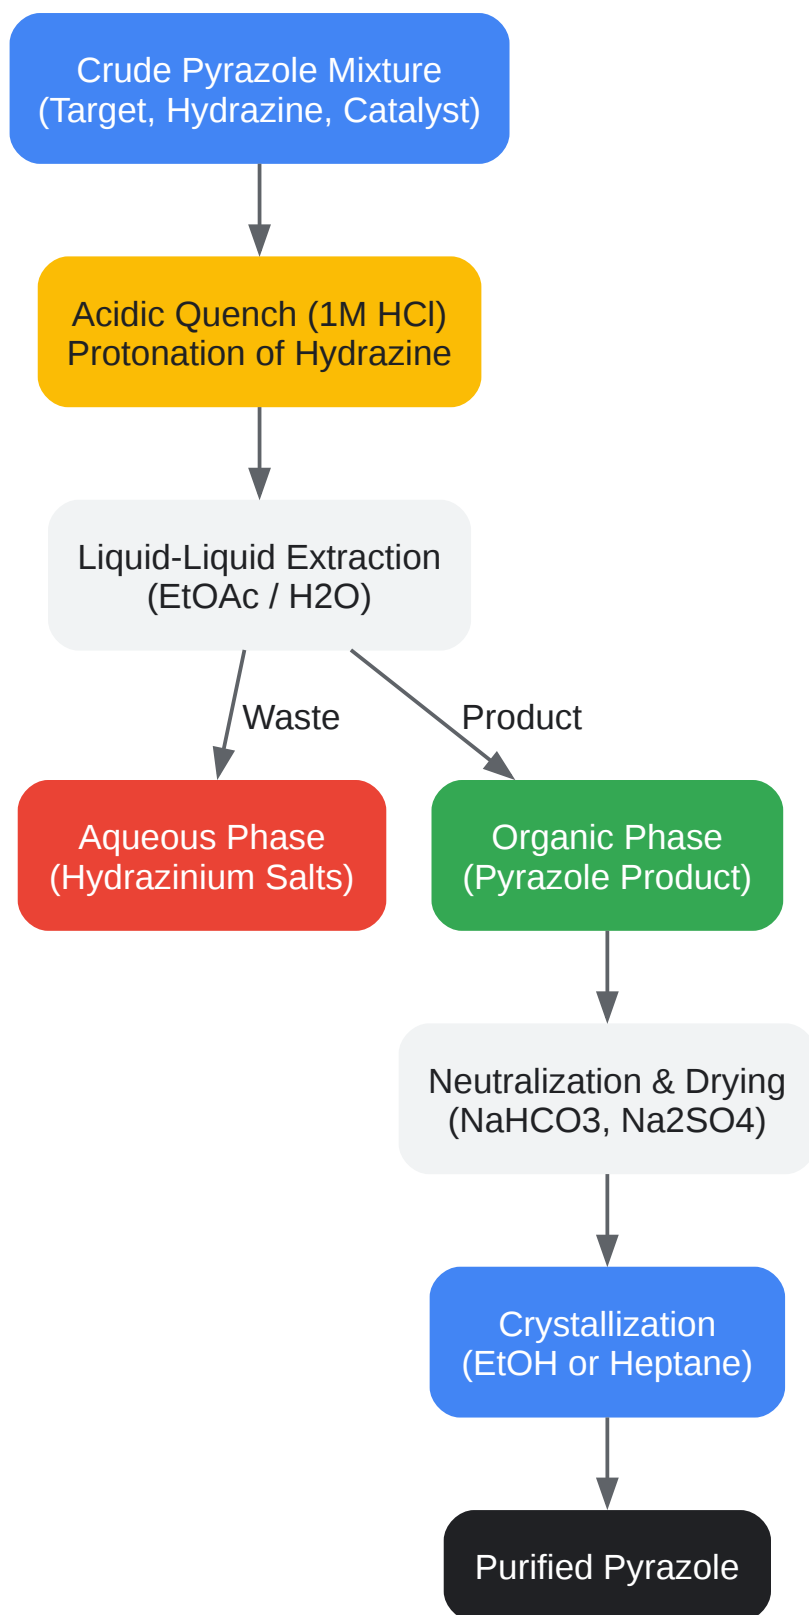 Crude Pyrazole Mixture
(Target, Hydrazine, Catalyst)
Acidic Quench (1M HCl)
Protonation of Hydrazine
Liquid-Liquid Extraction
(EtOAc / H2O)
Waste
Product
Aqueous Phase
(Hydrazinium Salts)
Organic Phase
(Pyrazole Product)
Neutralization & Drying
(NaHCO3, Na2SO4)
Crystallization
(EtOH or Heptane)
Purified Pyrazole